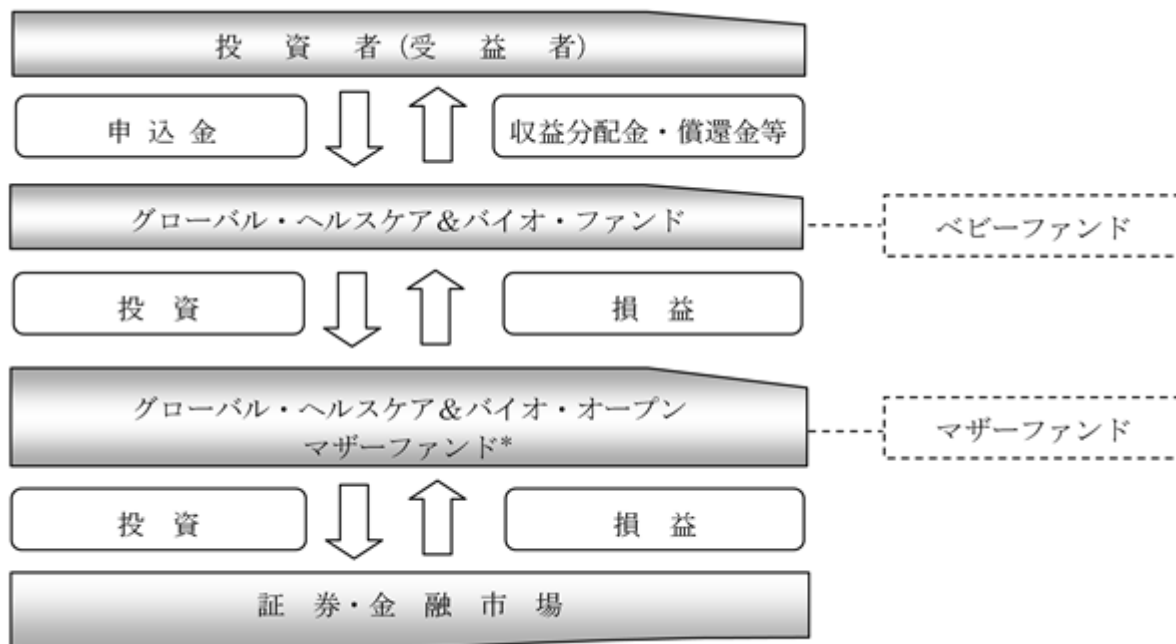 投 資 者 (受 益 者)
申 込 金
収益分配金・償還金等
グローバル・ヘルスケア&バイオ・ファンド
ベビーファンド
投 資
損 益
グローバル・ヘルスケア&バイオ・オープン
マザーファンド*
マザーファンド
投 資
損 益
証 券・金 融 市 場